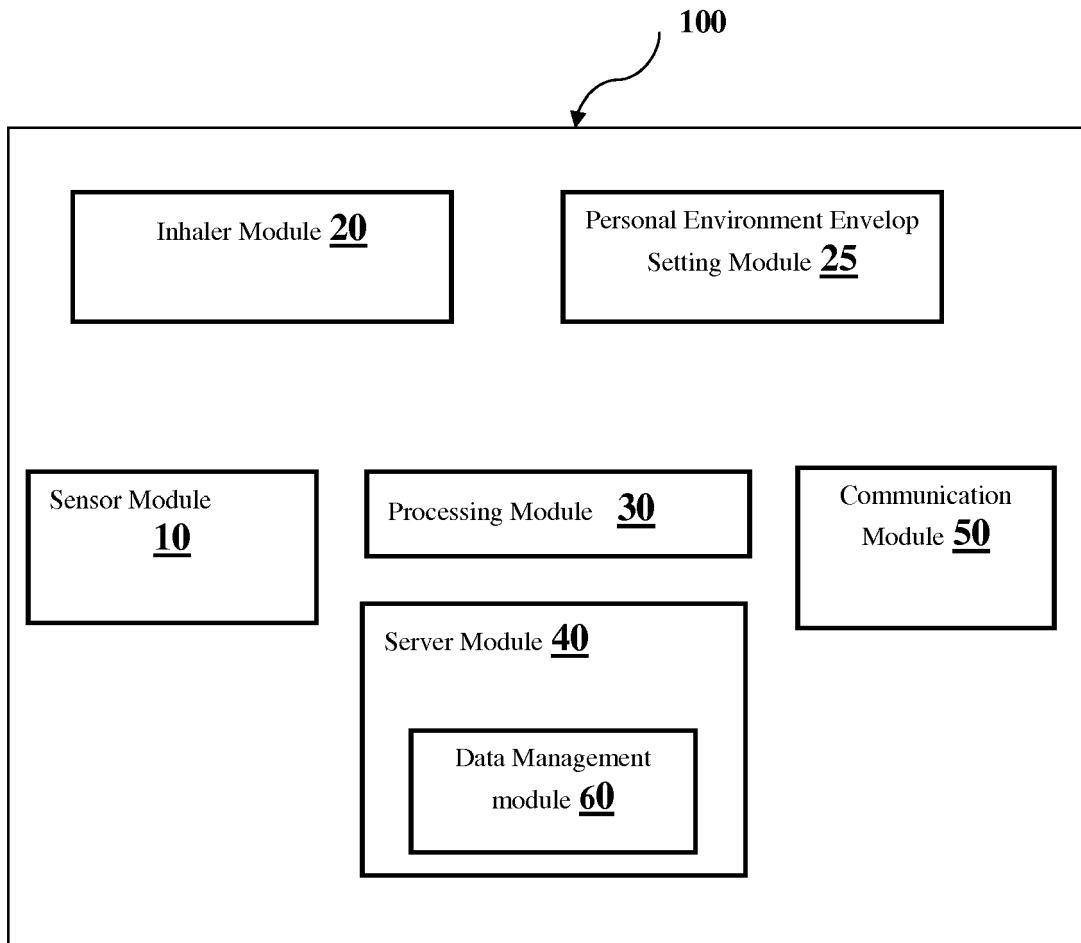 100
Inhaler Module 20
Personal Environment Envelop
Setting Module 25
Sensor Module
10
Processing Module 30
Communication
Module 50
Server Module 40
Data Management
module 60